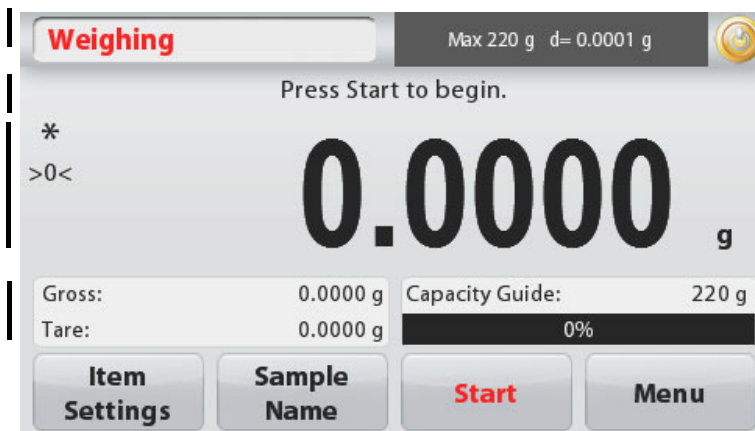 Weighing
Max 220 g d= 0.0001 g
Press Start to begin.
*
>0<
0.0000 g
Gross: 0.0000 g
Tare: 0.0000 g
Capacity Guide: 220 g
0%
Item
Settings
Sample
Name
Start
Menu